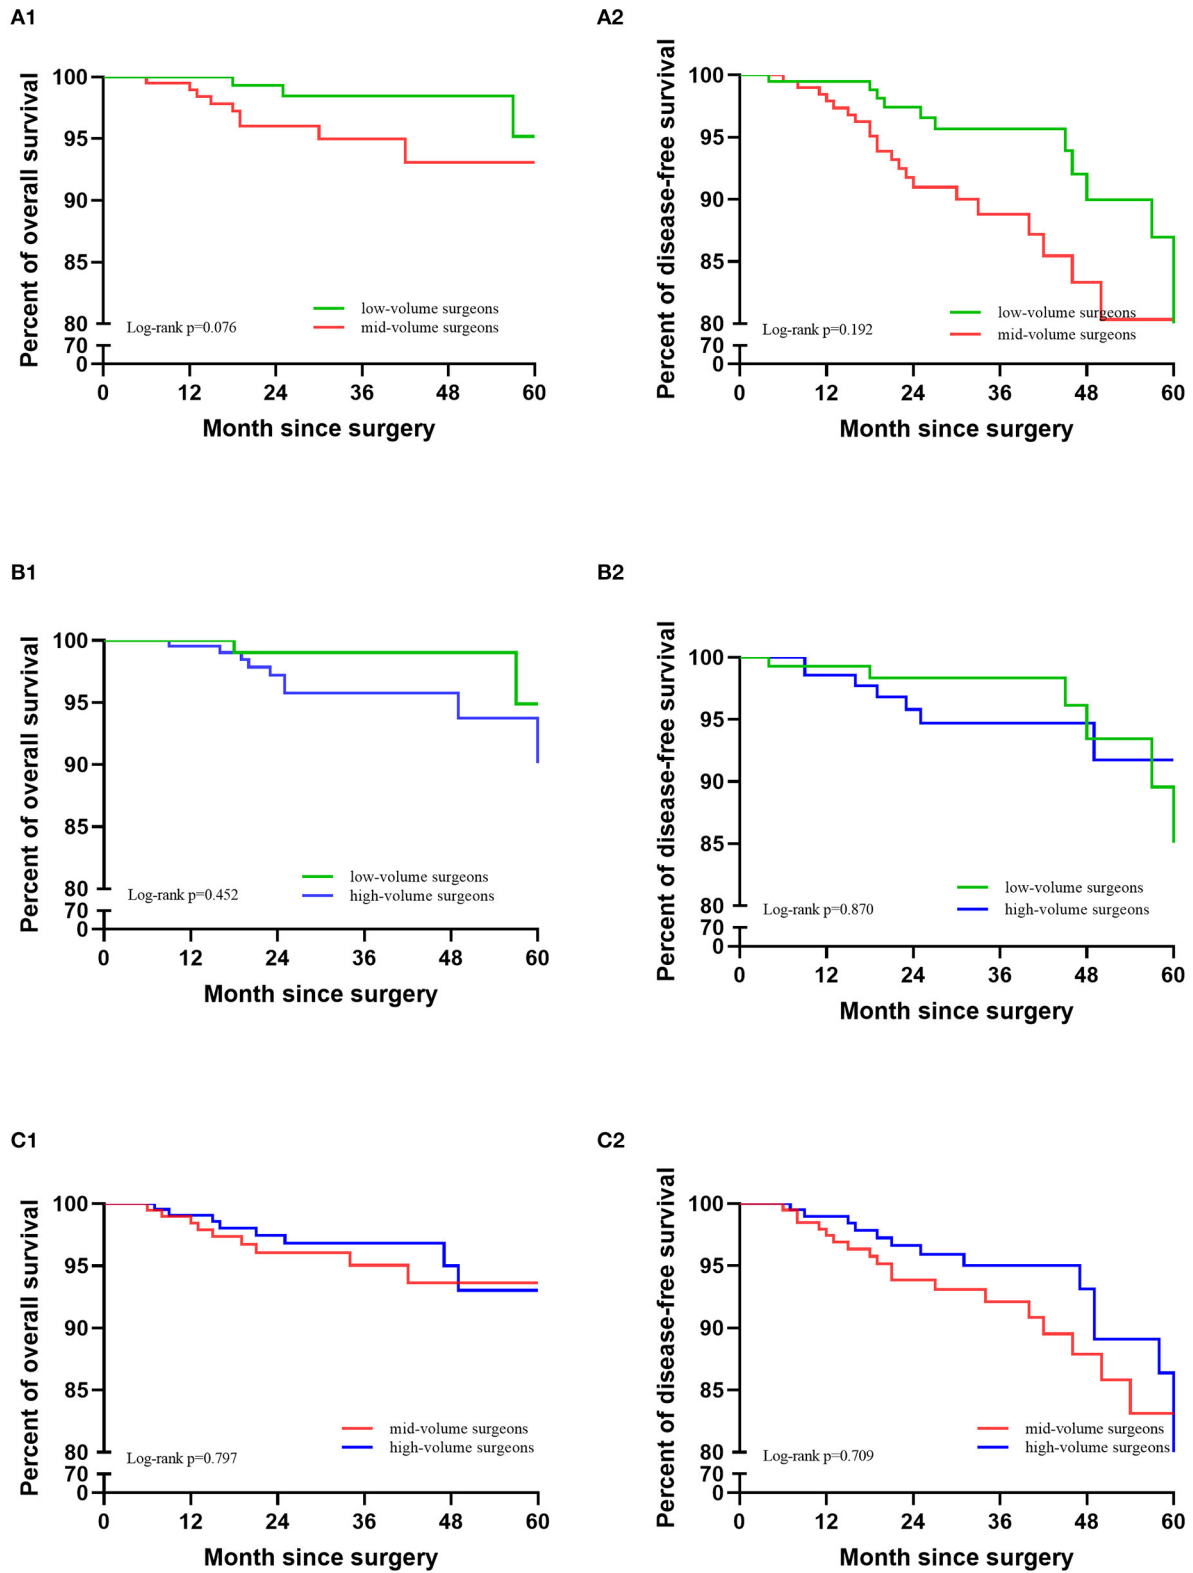 A1
Percent of overall survival
100
95
90
85
80
70
0
Log-rank p=0.076
low-volume surgeons
mid-volume surgeons
0 12 24 36 48 60
Month since surgery
A2
Percent of disease-free survival
100
95
90
85
80
70
0
Log-rank p=0.192
low-volume surgeons
mid-volume surgeons
0 12 24 36 48 60
Month since surgery
B1
Percent of overall survival
100
95
90
85
80
70
0
Log-rank p=0.452
low-volume surgeons
high-volume surgeons
0 12 24 36 48 60
Month since surgery
B2
Percent of disease-free survival
100
95
90
85
80
70
0
Log-rank p=0.870
low-volume surgeons
high-volume surgeons
0 12 24 36 48 60
Month since surgery
C1
Percent of overall survival
100
95
90
85
80
70
0
Log-rank p=0.797
mid-volume surgeons
high-volume surgeons
0 12 24 36 48 60
Month since surgery
C2
Percent of disease-free survival
100
95
90
85
80
70
0
Log-rank p=0.709
mid-volume surgeons
high-volume surgeons
0 12 24 36 48 60
Month since surgery